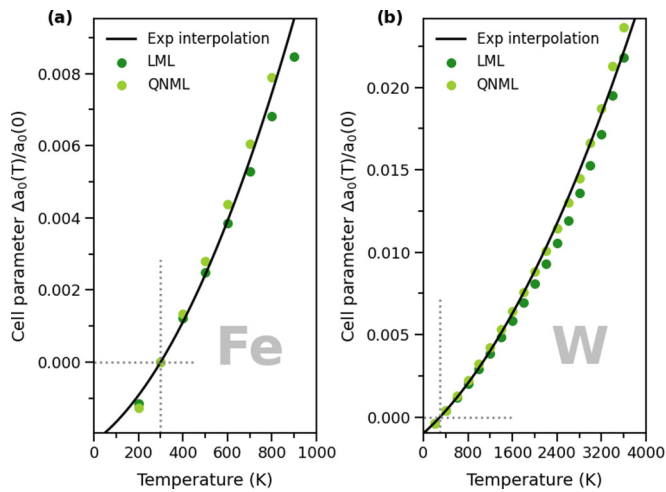 (a)
Exp interpolation
LML
QNML
0.008
0.006
0.004
0.002
0.000
Cell parameter Δa₀(T)/a₀(0)
Fe
0 200 400 600 800 1000
Temperature (K)
(b)
Exp interpolation
LML
QNML
0.020
0.015
0.010
0.005
0.000
Cell parameter Δa₀(T)/a₀(0)
W
0 800 1600 2400 3200 4000
Temperature (K)